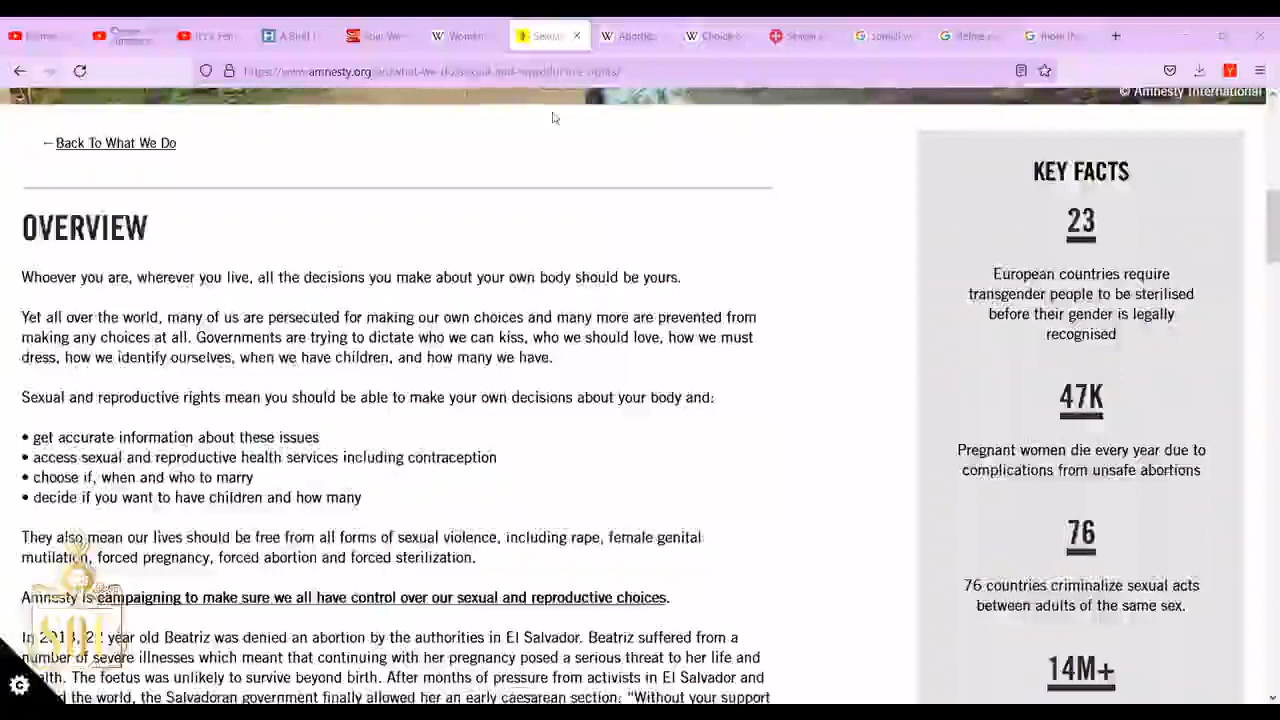 Women
Sexua
Abortio
© Amnesty International
←Back To What We Do
OVERVIEW
Whoever you are, wherever you live, all the decisions you make about your own body should be yours.
Yet all over the world, many of us are persecuted for making our own choices and many more are prevented from
making any choices at all. Governments are trying to dictate who we can kiss, who we should love, how we must
dress, how we identify ourselves, when we have children, and how many we have.
Sexual and reproductive rights mean you should be able to make your own decisions about your body and:
• get accurate information about these issues
• access sexual and reproductive health services including contraception
• choose if, when and who to marry
• decide if you want to have children and how many
They also mean our lives should be free from all forms of sexual violence, including rape, female genital
mutilation, forced pregnancy, forced abortion and forced sterilization.
Amnesty is campaigning to make sure we all have control over our sexual and reproductive choices.
In year old Beatriz was denied an abortion by the authorities in El Salvador. Beatriz suffered from a
number of severe illnesses which meant that continuing with her pregnancy posed a serious threat to her life and
The foetus was unlikely to survive beyond birth. After months of pressure from activists in El Salvador and
the world, the Salvadoran government finally allowed her an early caesarean section. "Without your support
KEY FACTS
23
European countries require
transgender people to be sterilised
before their gender is legally
recognised
47K
Pregnant women die every year due to
complications from unsafe abortions
76
76 countries criminalize sexual acts
between adults of the same sex.
14M+